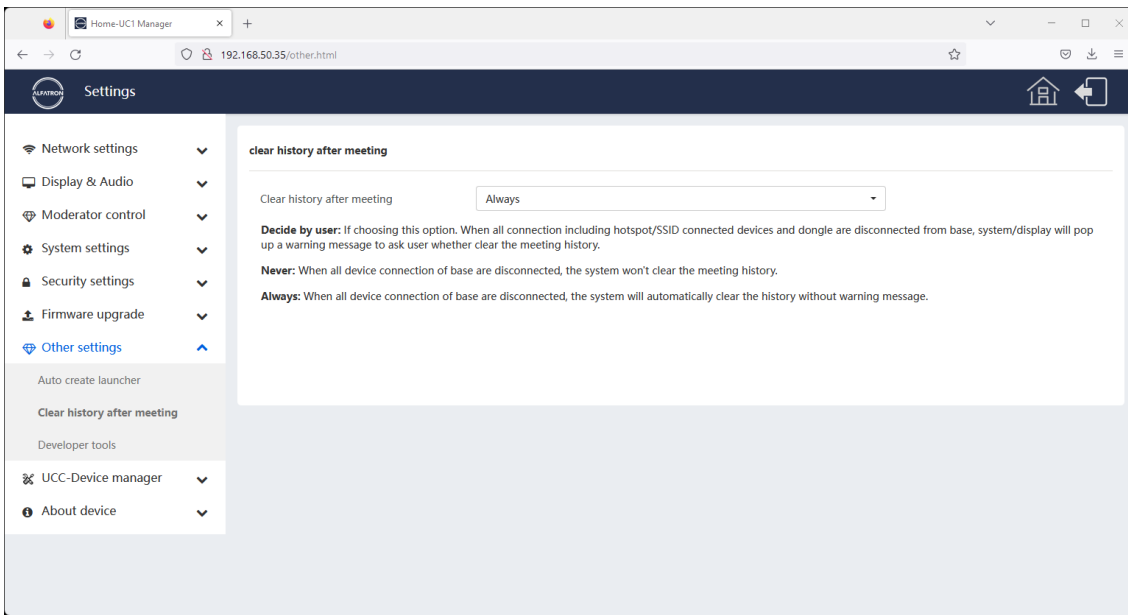 Home-UC1 Manager
192.168.50.35/other.html
ALFATRON
Settings
Network settings
Display & Audio
Moderator control
System settings
Security settings
Firmware upgrade
Other settings
Auto create launcher
Clear history after meeting
Developer tools
UCC-Device manager
About device
clear history after meeting
Clear history after meeting
Always
Decide by user: If choosing this option. When all connection including hotspot/SSID connected devices and dongle are disconnected from base, system/display will pop
up a warning message to ask user whether clear the meeting history.
Never: When all device connection of base are disconnected, the system won't clear the meeting history.
Always: When all device connection of base are disconnected, the system will automatically clear the history without warning message.